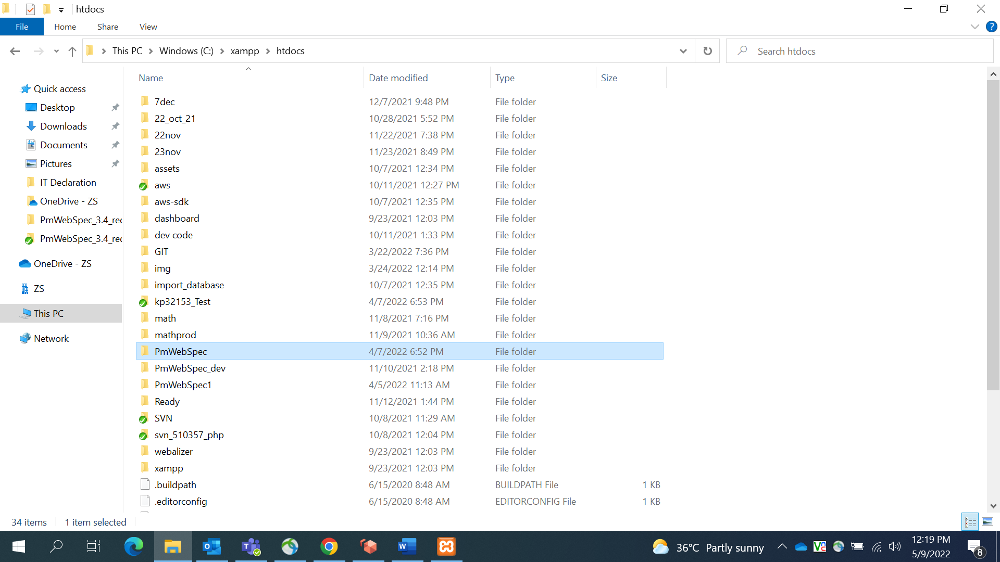 htdocs
File Home Share View
This PC Windows (C:) xampp htdocs Search htdocs
Name Date modified Type Size
Quick access
Desktop
Downloads
Documents
Pictures
IT Declaration
OneDrive - ZS
PmWebSpec_3.4_rec
PmWebSpec_3.4_rec
OneDrive - ZS
ZS
This PC
Network
7dec 12/7/2021 9:48 PM File folder
22_oct_21 10/28/2021 5:52 PM File folder
22nov 11/22/2021 7:38 PM File folder
23nov 11/23/2021 8:49 PM File folder
assets 10/7/2021 12:34 PM File folder
aws 10/11/2021 12:27 PM File folder
aws-sdk 10/7/2021 12:35 PM File folder
dashboard 9/23/2021 12:03 PM File folder
dev code 10/11/2021 1:33 PM File folder
GIT 3/22/2022 7:36 PM File folder
img 3/24/2022 12:14 PM File folder
import_database 10/7/2021 12:35 PM File folder
kp32153_Test 4/7/2022 6:53 PM File folder
math 11/8/2021 7:16 PM File folder
mathprod 11/9/2021 10:36 AM File folder
PmWebSpec 4/7/2022 6:52 PM File folder
PmWebSpec_dev 11/10/2021 2:18 PM File folder
PmWebSpec1 4/5/2022 11:13 AM File folder
Ready 11/12/2021 1:44 PM File folder
SVN 10/8/2021 11:29 AM File folder
svn_510357_php 10/8/2021 12:04 PM File folder
webalizer 9/23/2021 12:03 PM File folder
xampp 9/23/2021 12:03 PM File folder
.buildpath 6/15/2020 8:48 AM BUILDPATH File 1 KB
.editorconfig 6/15/2020 8:48 AM EDITORCONFIG File 1 KB
34 items 1 item selected
36°C Partly sunny
12:19 PM
5/9/2022
8